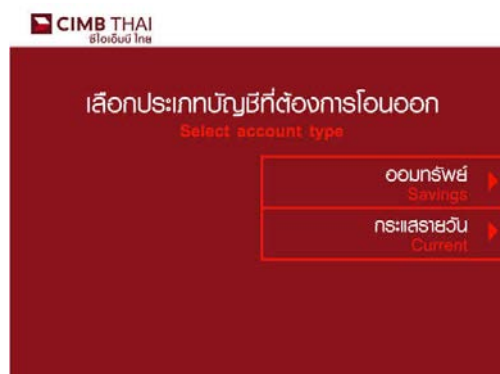 CIMB THAI
ซีไอเอ็มบี ไทย
เลือกประเภทบัญชีที่ต้องการโอนออก
Select account type
ออมทรัพย์
Savings
กระแสรายวัน
Current